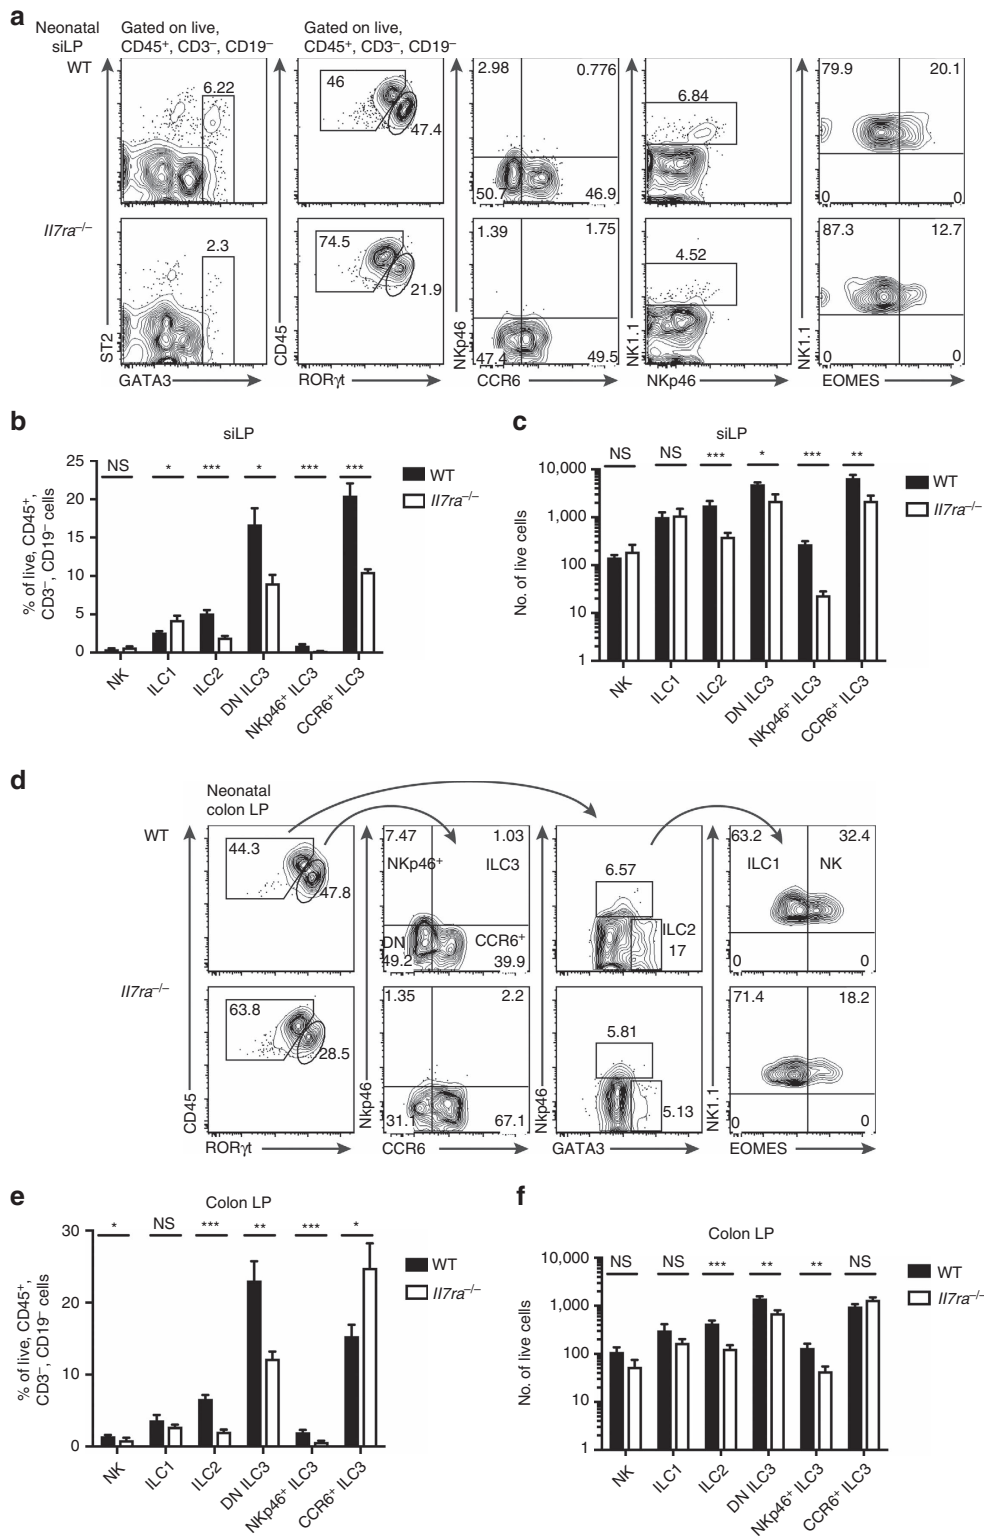 a
Neonatal siLP
Gated on live, CD45⁺, CD3⁻, CD19⁻
Gated on live, CD45⁺, CD3⁻, CD19⁻
WT
6.22
46
47.4
2.98
0.776
50.7
46.9
6.84
79.9
20.1
0
0
Il7ra⁻/⁻
2.3
74.5
21.9
1.39
1.75
47.4
49.5
4.52
87.3
12.7
0
0
ST2
CD45
NKp46
NK1.1
NK1.1
GATA3
RORγt
CCR6
NKp46
EOMES
b
siLP
% of live, CD45⁺, CD3⁻, CD19⁻ cells
25
20
15
10
5
0
NS
*
***
*
***
***
WT
Il7ra⁻/⁻
NK
ILC1
ILC2
DN ILC3
NKp46⁺ ILC3
CCR6⁺ ILC3
c
siLP
No. of live cells
10,000
1,000
100
10
1
NS
NS
***
*
***
**
WT
Il7ra⁻/⁻
NK
ILC1
ILC2
DN ILC3
NKp46⁺ ILC3
CCR6⁺ ILC3
d
Neonatal colon LP
WT
44.3
47.8
7.47
1.03
NKp46⁺
ILC3
DN
49.2
CCR6⁺
39.9
6.57
ILC2
17
63.2
32.4
ILC1
NK
0
0
Il7ra⁻/⁻
63.8
28.5
1.35
2.2
31.1
67.1
5.81
5.13
71.4
18.2
0
0
CD45
Nkp46
Nkp46
NK1.1
RORγt
CCR6
GATA3
EOMES
e
Colon LP
% of live, CD45⁺, CD3⁻, CD19⁻ cells
30
20
10
0
*
NS
***
**
***
*
WT
Il7ra⁻/⁻
NK
ILC1
ILC2
DN ILC3
NKp46⁺ ILC3
CCR6⁺ ILC3
f
Colon LP
No. of live cells
10,000
1,000
100
10
1
NS
NS
***
**
**
NS
WT
Il7ra⁻/⁻
NK
ILC1
ILC2
DN ILC3
NKp46⁺ ILC3
CCR6⁺ ILC3